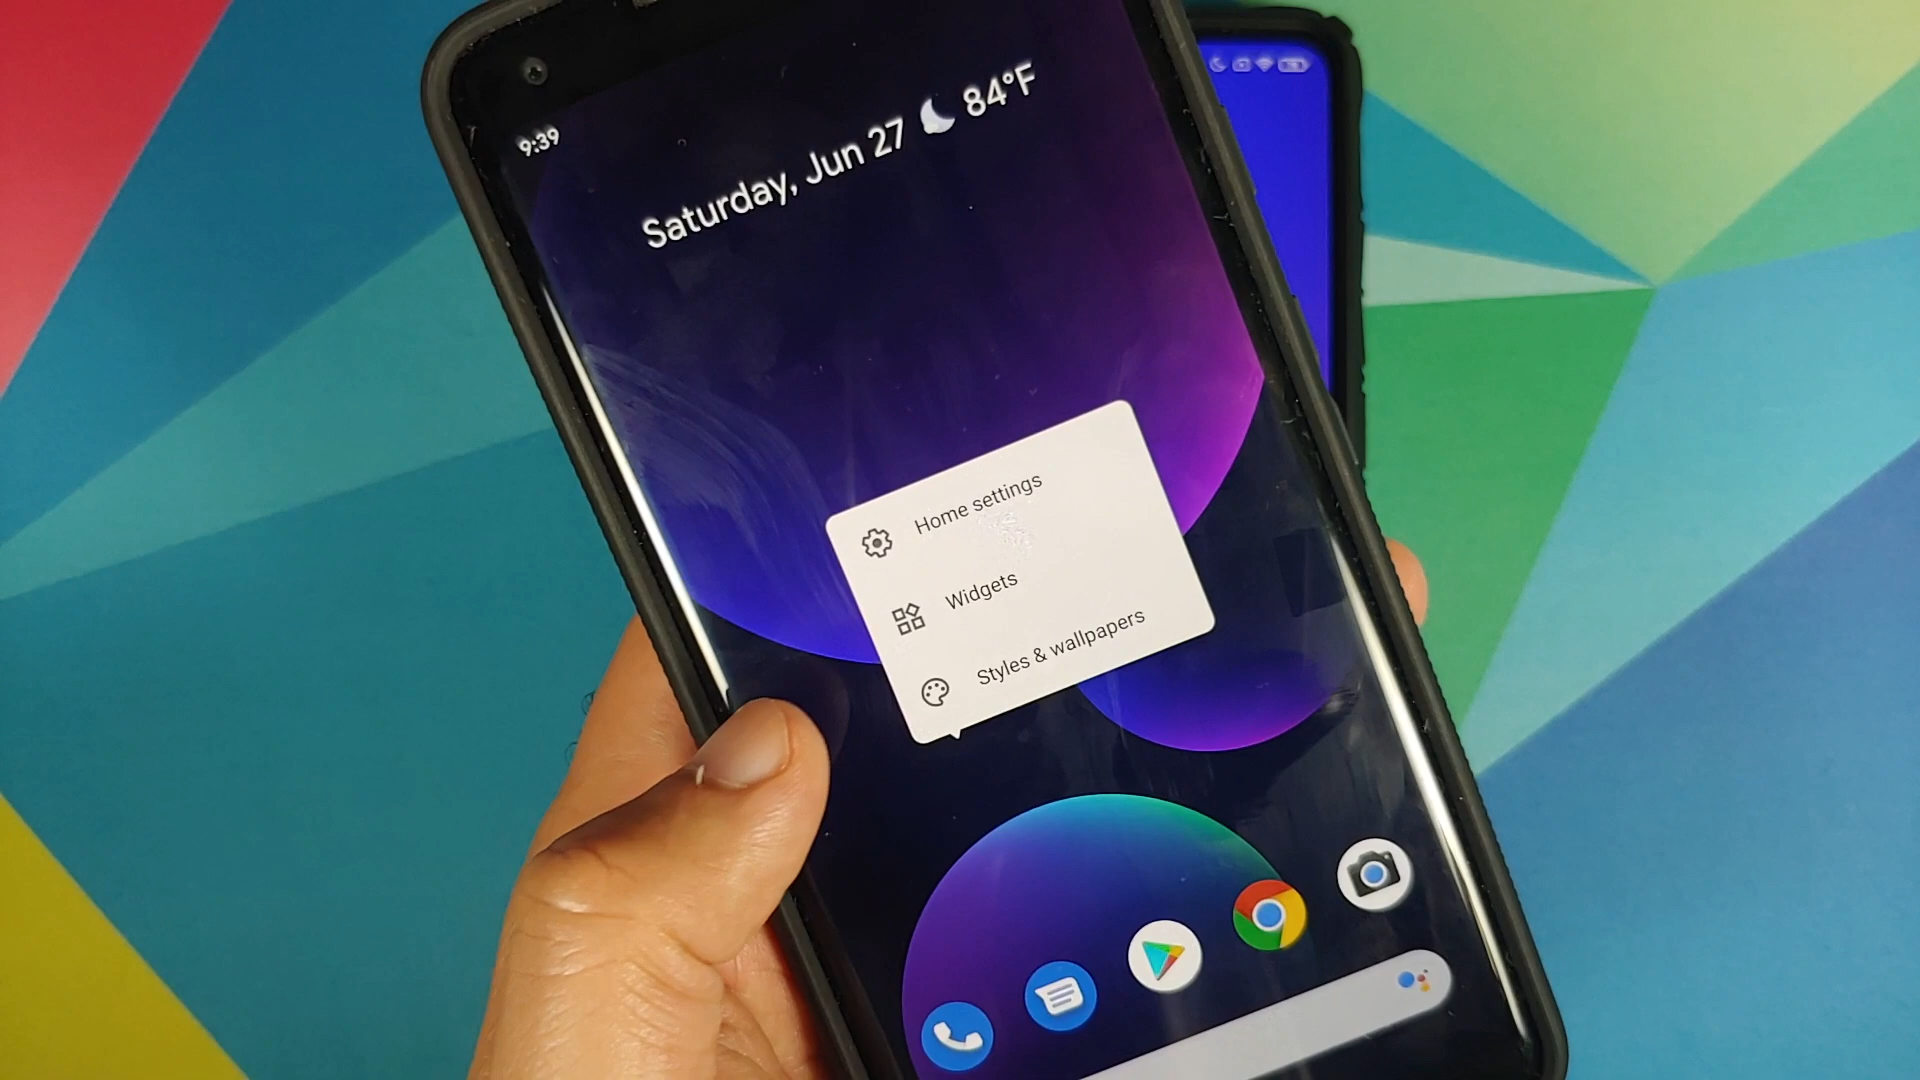 9:39
Saturday, Jun 27 84°F
Home settings
Widgets
Styles & wallpapers